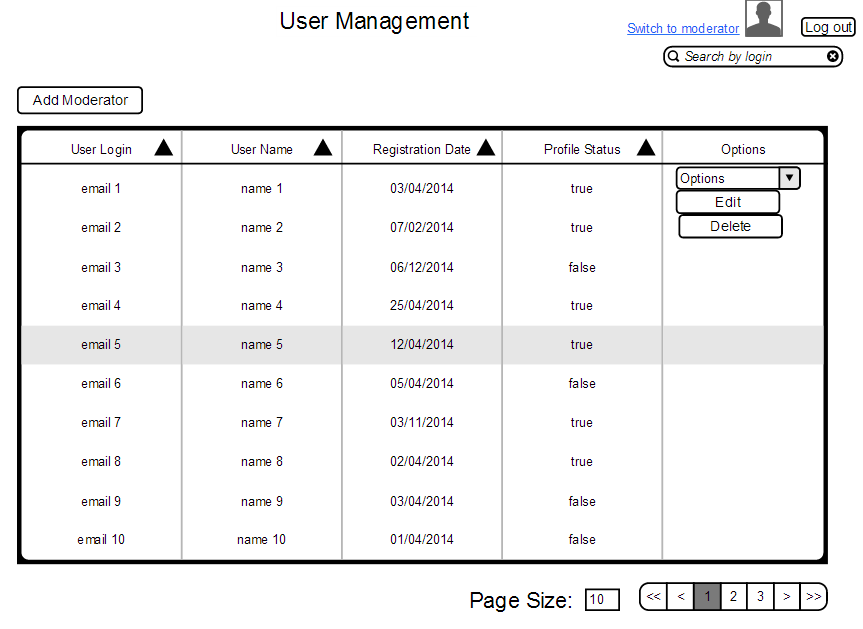 User Management
Switch to moderator
Log out
Search by login
Add Moderator
User Login User Name Registration Date Profile Status Options
email 1 name 1 03/04/2014 true Options
Edit
email 2 name 2 07/02/2014 true Delete
email 3 name 3 06/12/2014 false
email 4 name 4 25/04/2014 true
email 5 name 5 12/04/2014 true
email 6 name 6 05/04/2014 false
email 7 name 7 03/11/2014 true
email 8 name 8 02/04/2014 true
email 9 name 9 03/04/2014 false
email 10 name 10 01/04/2014 false
Page Size: 10 << < 1 2 3 > >>